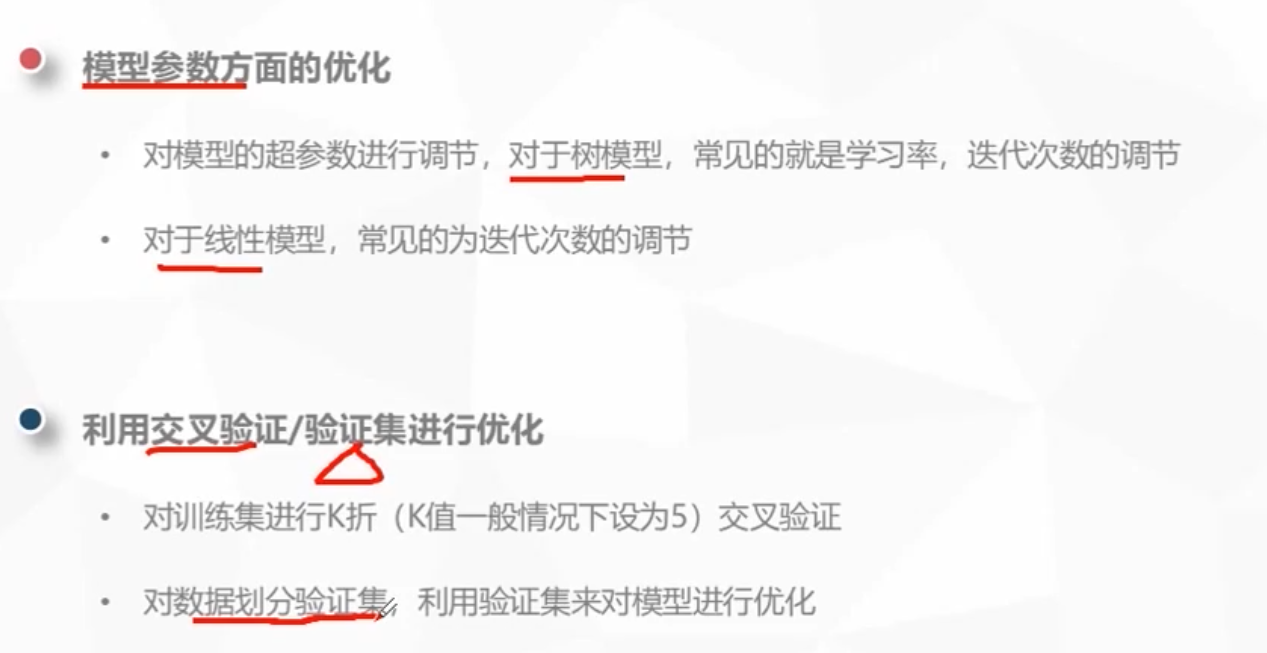 模型参数方面的优化
• 对模型的超参数进行调节，对于树模型，常见的就是学习率，迭代次数的调节
• 对于线性模型，常见的为迭代次数的调节
利用交叉验证/验证集进行优化
• 对训练集进行K折（K值一般情况下设为5）交叉验证
• 对数据划分验证集，利用验证集来对模型进行优化